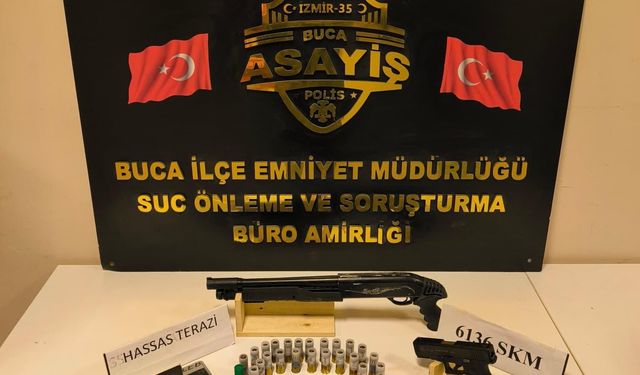 İZMİR-35
BUCA
ASAYİŞ
POLİS
BUCA İLÇE EMNİYET MÜDÜRLÜĞÜ
SUC ÖNLEME VE SORUŞTURMA
BÜRO AMİRLİĞİ
HASSAS TERAZİ
6136 SKM